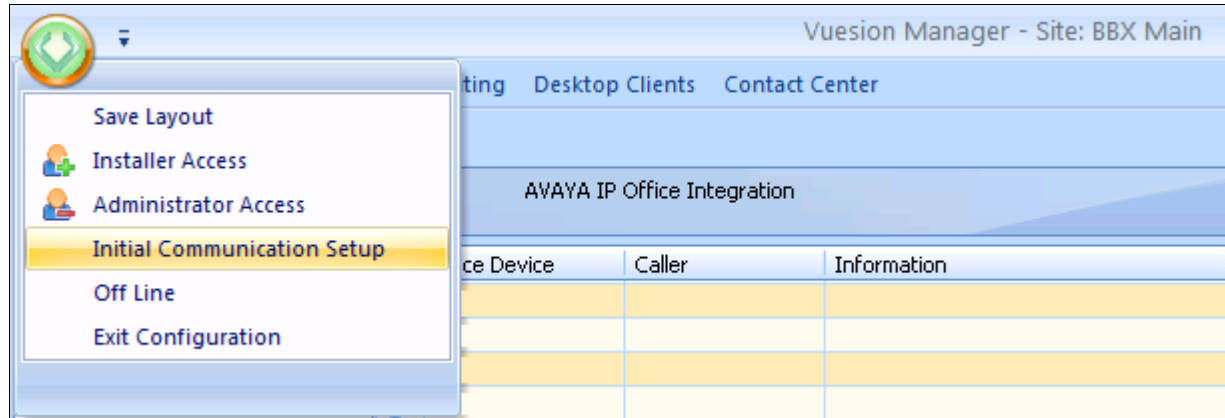 Vuesion Manager - Site: BBX Main
ting Desktop Clients Contact Center
Save Layout
Installer Access
Administrator Access
Initial Communication Setup
Off Line
Exit Configuration
AVAYA IP Office Integration
ce Device Caller Information